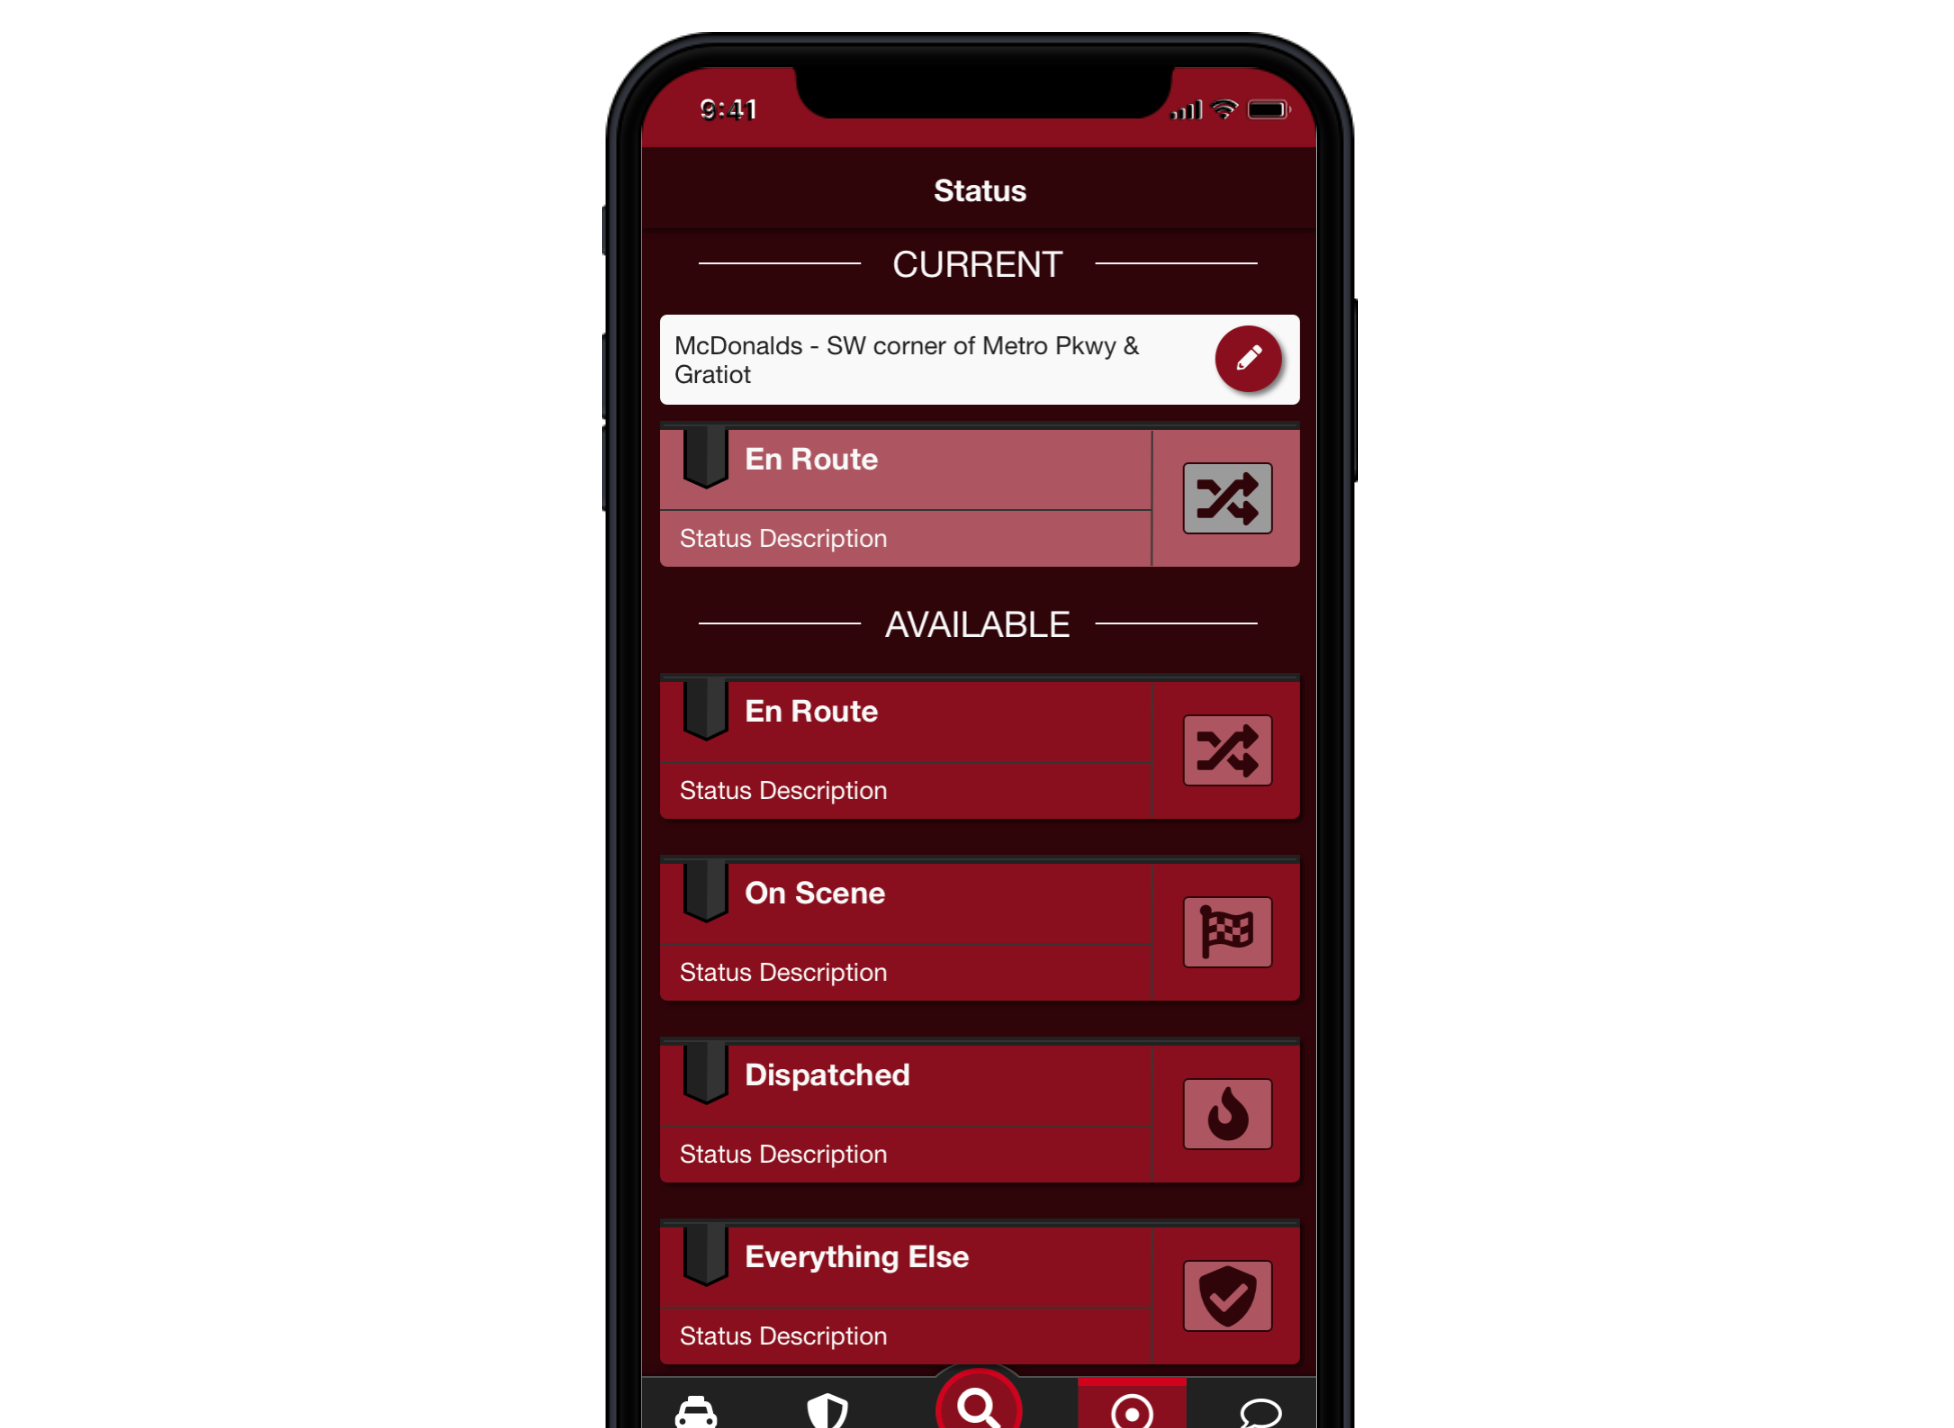 9:41
Status
CURRENT
McDonalds - SW corner of Metro Pkwy &
Gratiot
En Route
Status Description
AVAILABLE
En Route
Status Description
On Scene
Status Description
Dispatched
Status Description
Everything Else
Status Description